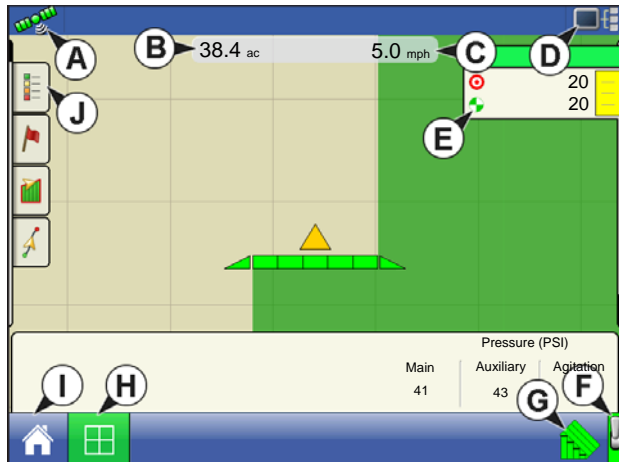 A
B
38.4 ac
5.0 mph
C
D
J
20
20
E
Pressure (PSI)
Main
Auxiliary
Agitation
41
43
I
H
G
F